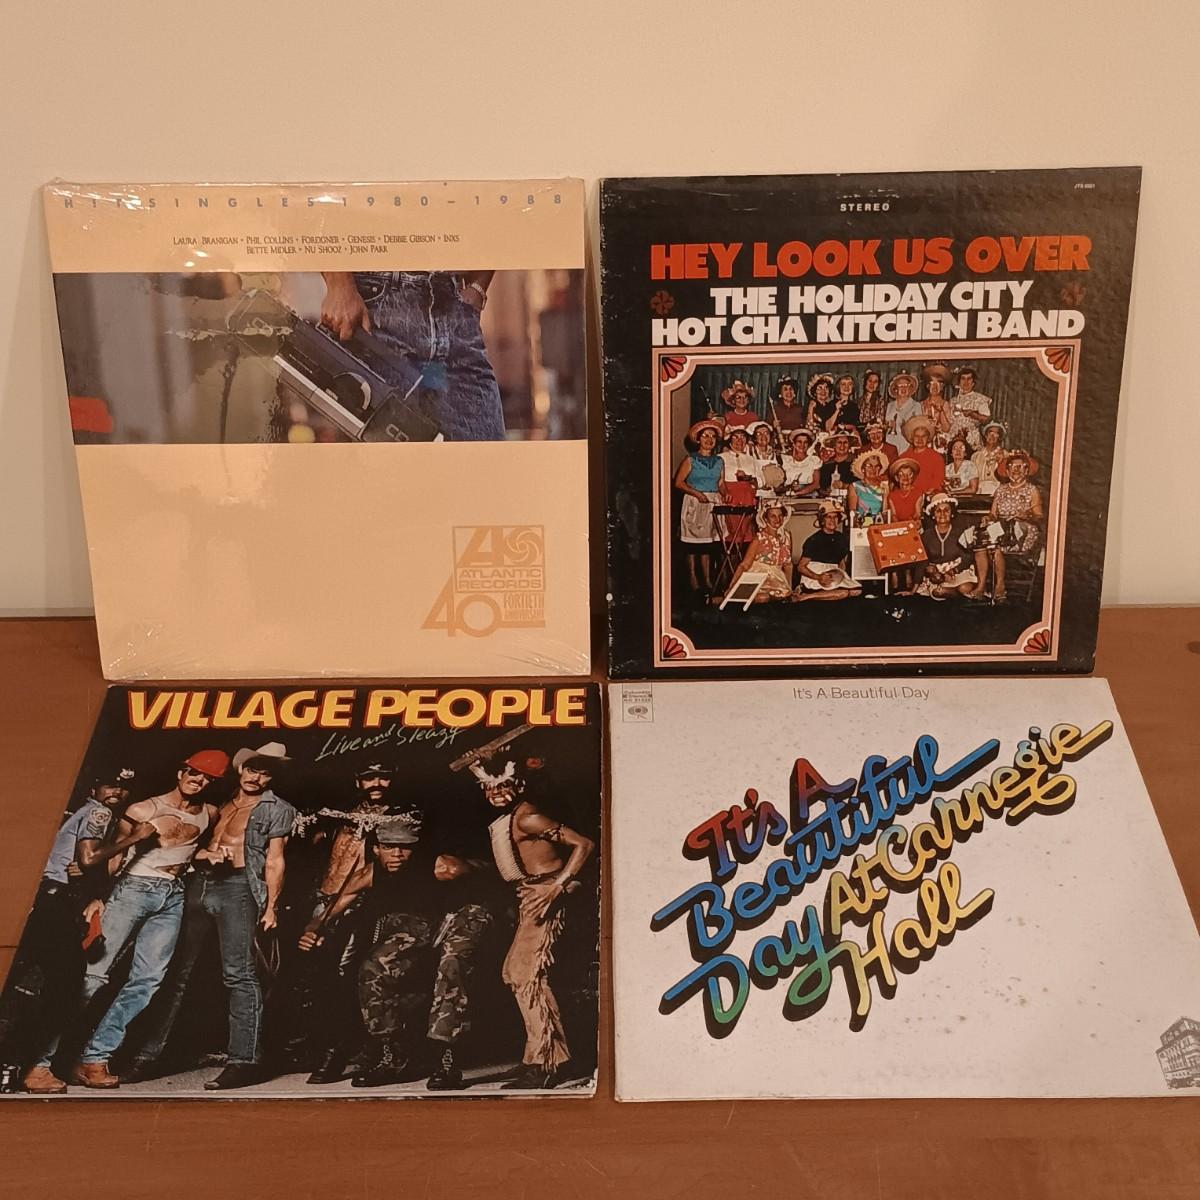 HIT SINGLES 1980-1988
LAURA BRANIGAN • PHIL COLLINS • FOREIGNER • GENESIS • DEBBIE GIBSON • INXS
BETTE MIDLER • NU SHOOZ • JOHN PARR
ATLANTIC
RECORDS
40
FORTIETH
STEREO
HEY LOOK US OVER
THE HOLIDAY CITY
HOT CHA KITCHEN BAND
VILLAGE PEOPLE
Live and Sleazy
It's A Beautiful Day
It's A
Beautiful
Day At Carnegie
Hall